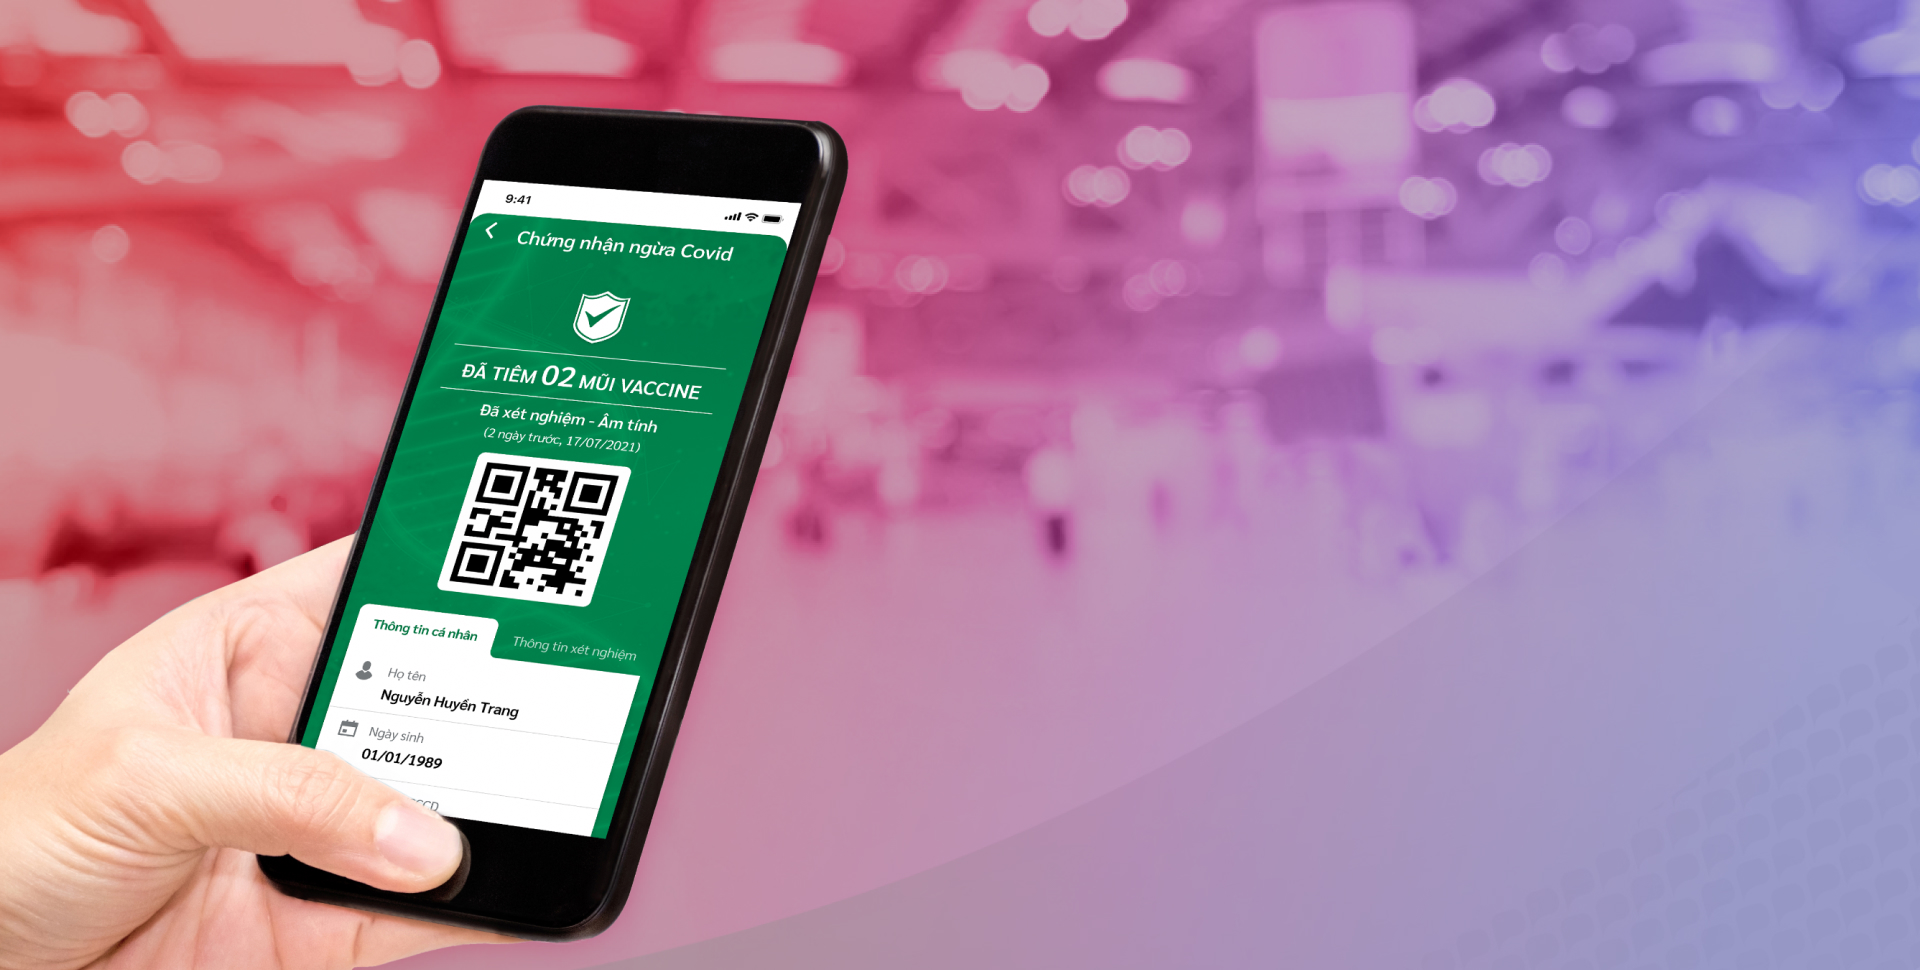 9:41
Chứng nhận ngừa Covid
ĐÃ TIÊM 02 MŨI VACCINE
Đã xét nghiệm - Âm tính
(2 ngày trước, 17/07/2021)
Thông tin cá nhân
Thông tin xét nghiệm
Họ tên
Nguyễn Huyền Trang
Ngày sinh
01/01/1989